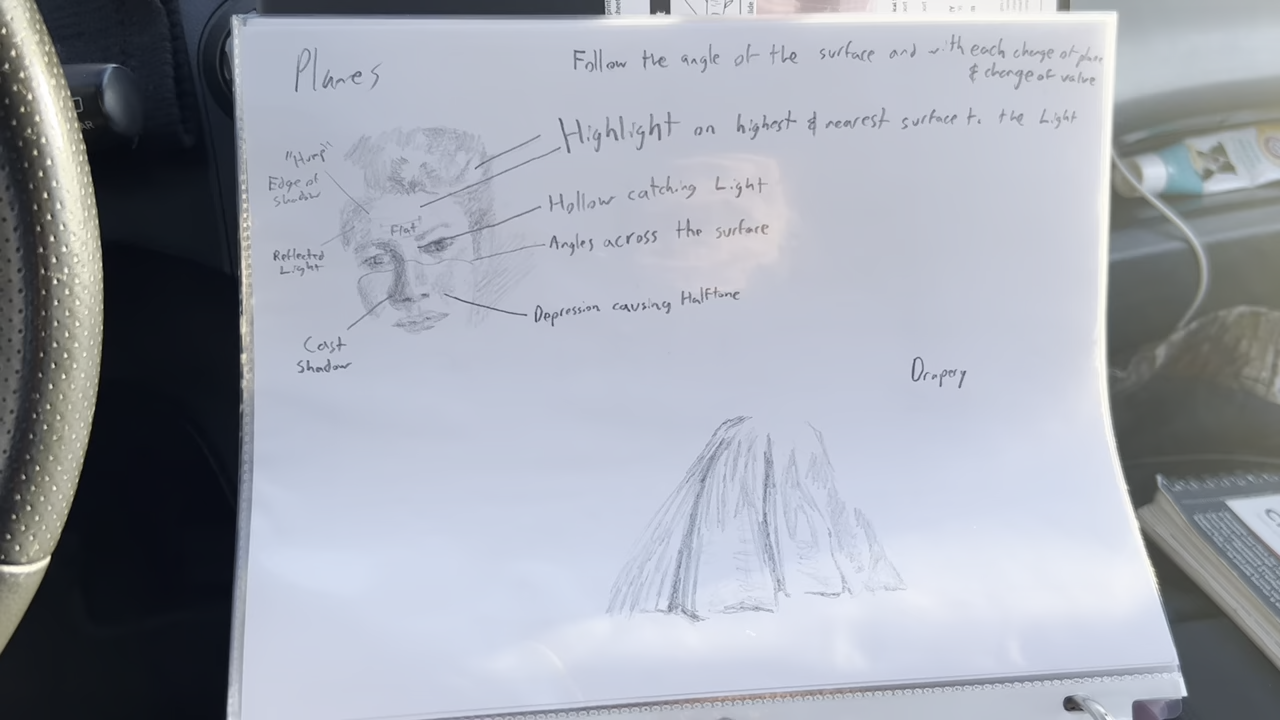 Planes
Follow the angle of the surface and with each change of plane
& change of value
Highlight on highest & nearest surface to the Light
"Hump"
Edge of
shadow
Hollow catching Light
Flat
Angles across the surface
Reflected
Light
Depression causing Halftone
Cast
Shadow
Drapery